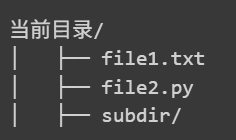 当前目录/
│   ├── file1.txt
│   ├── file2.py
│   ├── subdir/